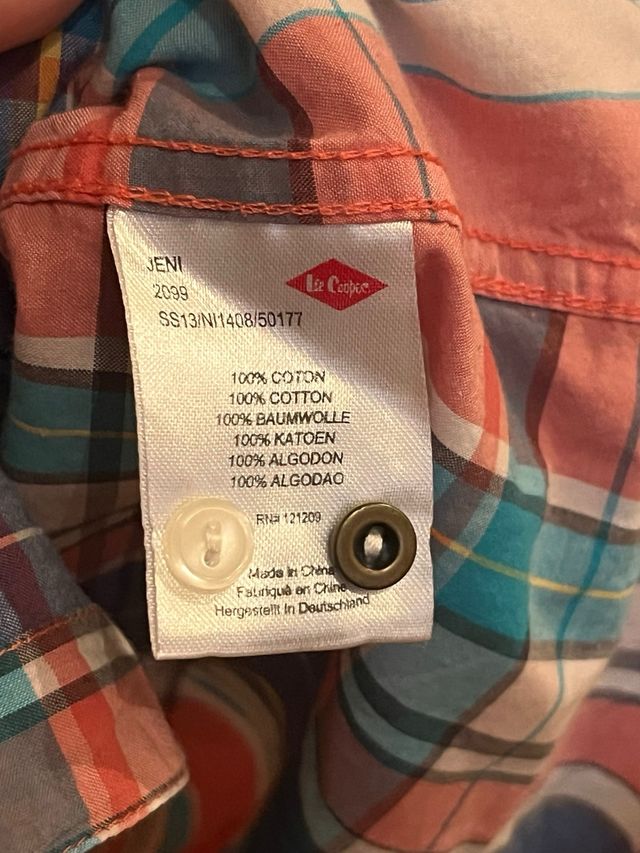 JENI
Lee Cooper
2099
SS13/NI1408/50177
100% COTON
100% COTTON
100% BAUMWOLLE
100% KATOEN
100% ALGODON
100% ALGODAO
RN# 121209
Made in China
Fabriqué en Chine
Hergestellt in Deutschland